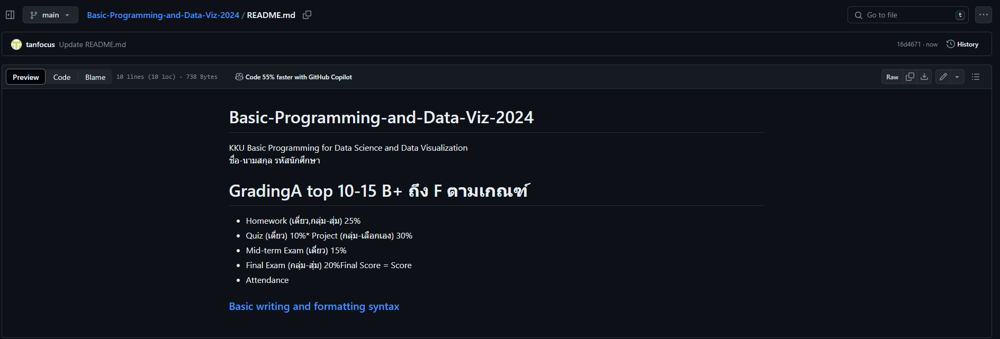 main
Basic-Programming-and-Data-Viz-2024 / README.md
Go to file
t
tanfocus Update README.md
16d4671 · now
History
Preview
Code
Blame
10 lines (10 loc) · 738 Bytes
Code 55% faster with GitHub Copilot
Raw
Basic-Programming-and-Data-Viz-2024
KKU Basic Programming for Data Science and Data Visualization
ชื่อ-นามสกุล รหัสนักศึกษา
GradingA top 10-15 B+ ถึง F ตามเกณฑ์
Homework (เดี่ยว,กลุ่ม-สุ่ม) 25%
Quiz (เดี่ยว) 10%* Project (กลุ่ม-เลือกเอง) 30%
Mid-term Exam (เดี่ยว) 15%
Final Exam (กลุ่ม-สุ่ม) 20%Final Score = Score
Attendance
Basic writing and formatting syntax